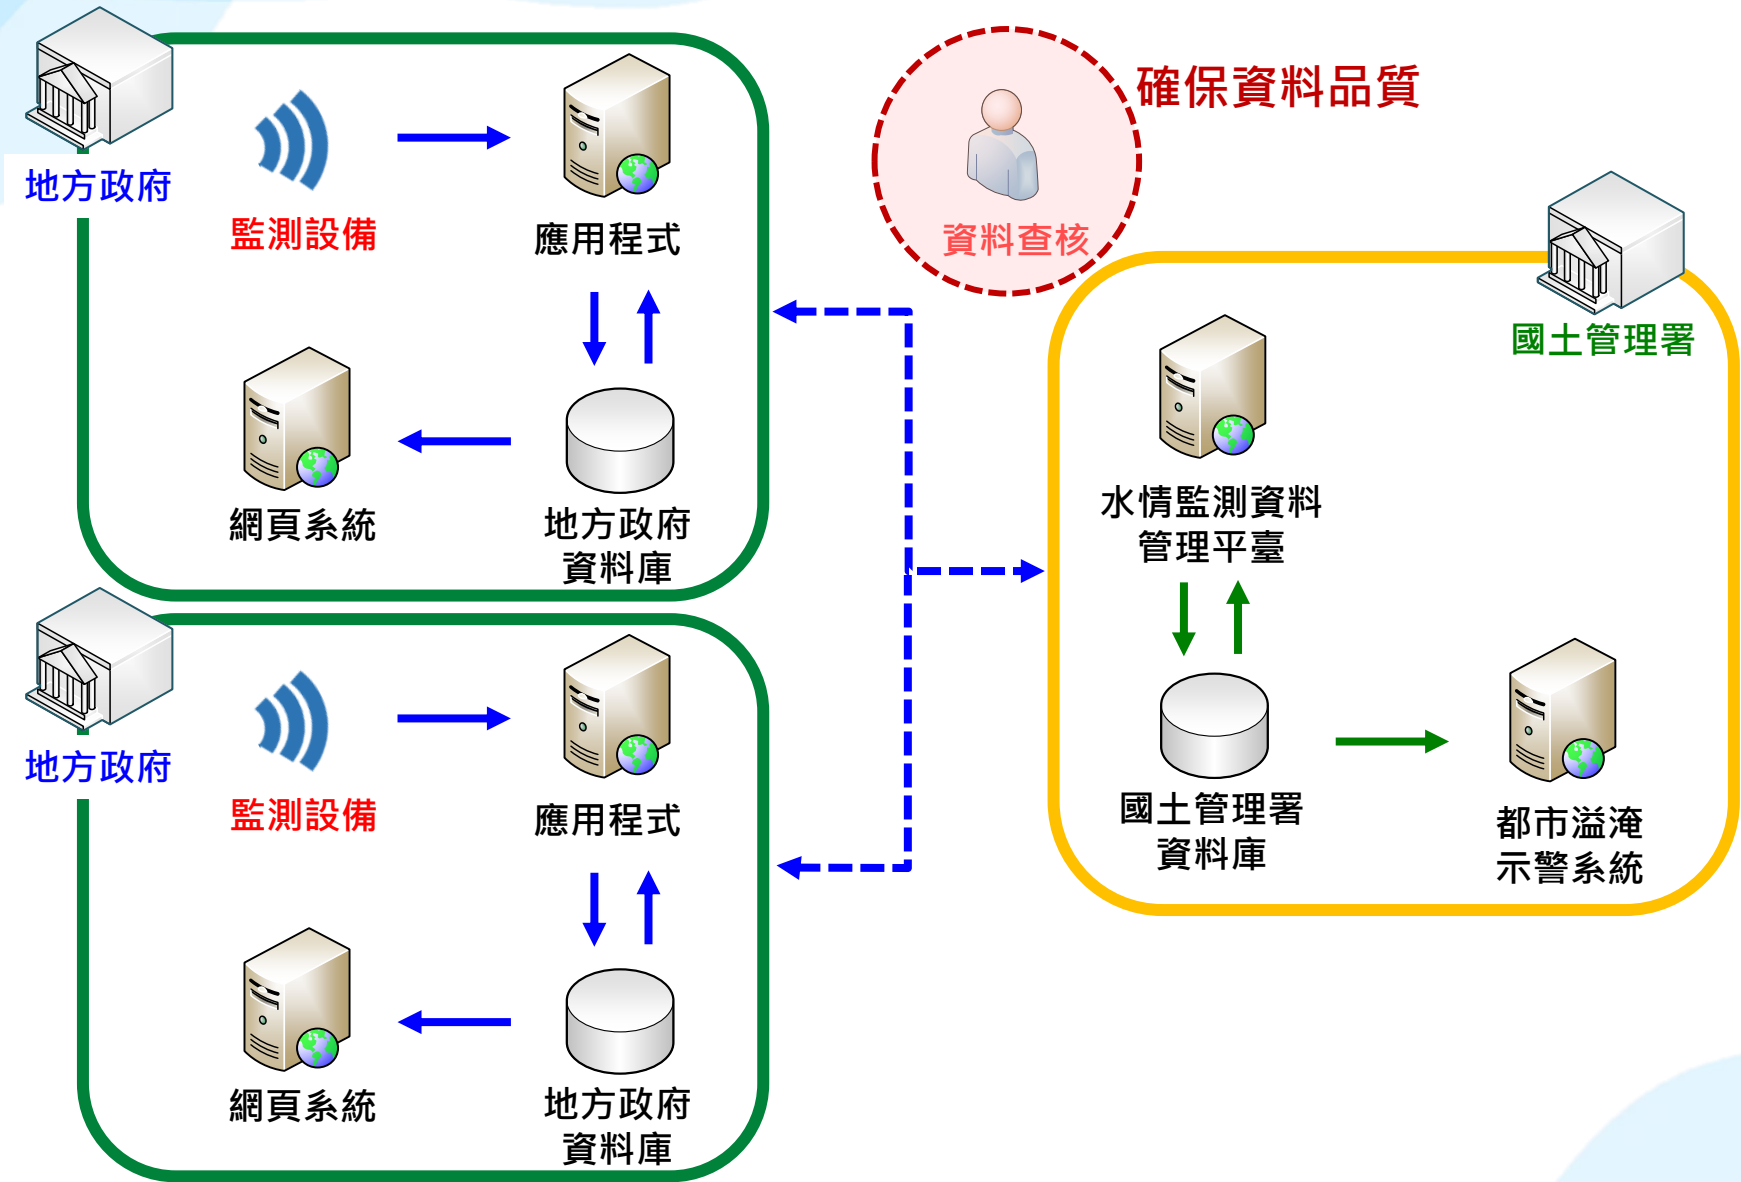 地方政府
監測設備
應用程式
網頁系統
地方政府
資料庫
地方政府
監測設備
應用程式
網頁系統
地方政府
資料庫
確保資料品質
資料查核
國土管理署
水情監測資料
管理平臺
國土管理署
資料庫
都市溢淹
示警系統